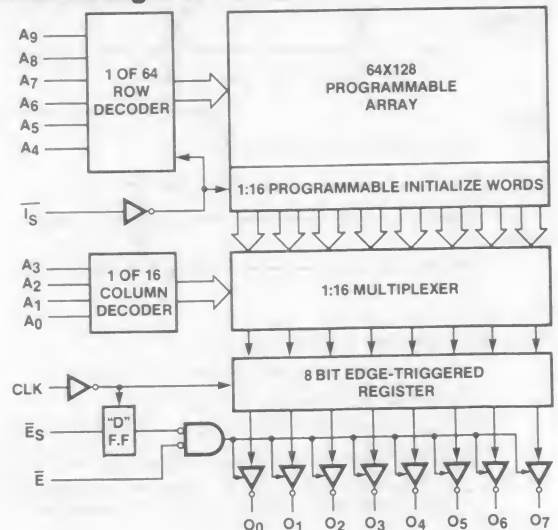 A9
A8
A7
A6
A5
A4
1 OF 64
ROW
DECODER
64X128
PROGRAMMABLE
ARRAY
1:16 PROGRAMMABLE INITIALIZE WORDS
IS
A3
A2
A1
A0
1 OF 16
COLUMN
DECODER
1:16 MULTIPLEXER
CLK
8 BIT EDGE-TRIGGERED
REGISTER
ES
"D"
F.F
E
O0 O1 O2 O3 O4 O5 O6 O7